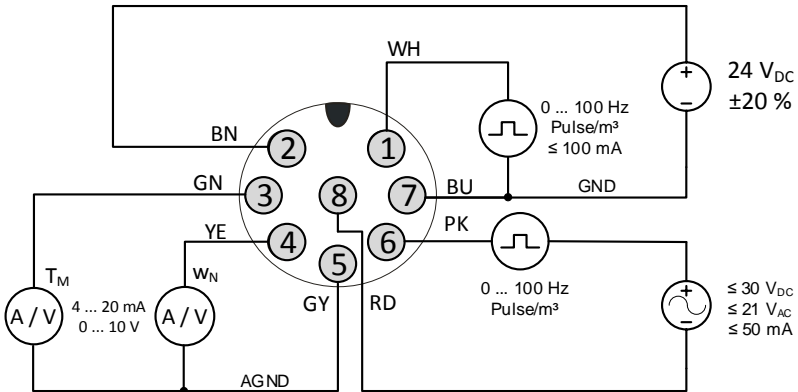 WH
24 VDC
±20 %
+
−
0 ... 100 Hz
Pulse/m³
≤ 100 mA
BN
2
1
GN
3
8
7
BU
GND
YE
4
6
PK
5
TM
wN
GY
RD
0 ... 100 Hz
Pulse/m³
A / V
4 ... 20 mA
0 ... 10 V
A / V
+
−
≤ 30 VDC
≤ 21 VAC
≤ 50 mA
AGND